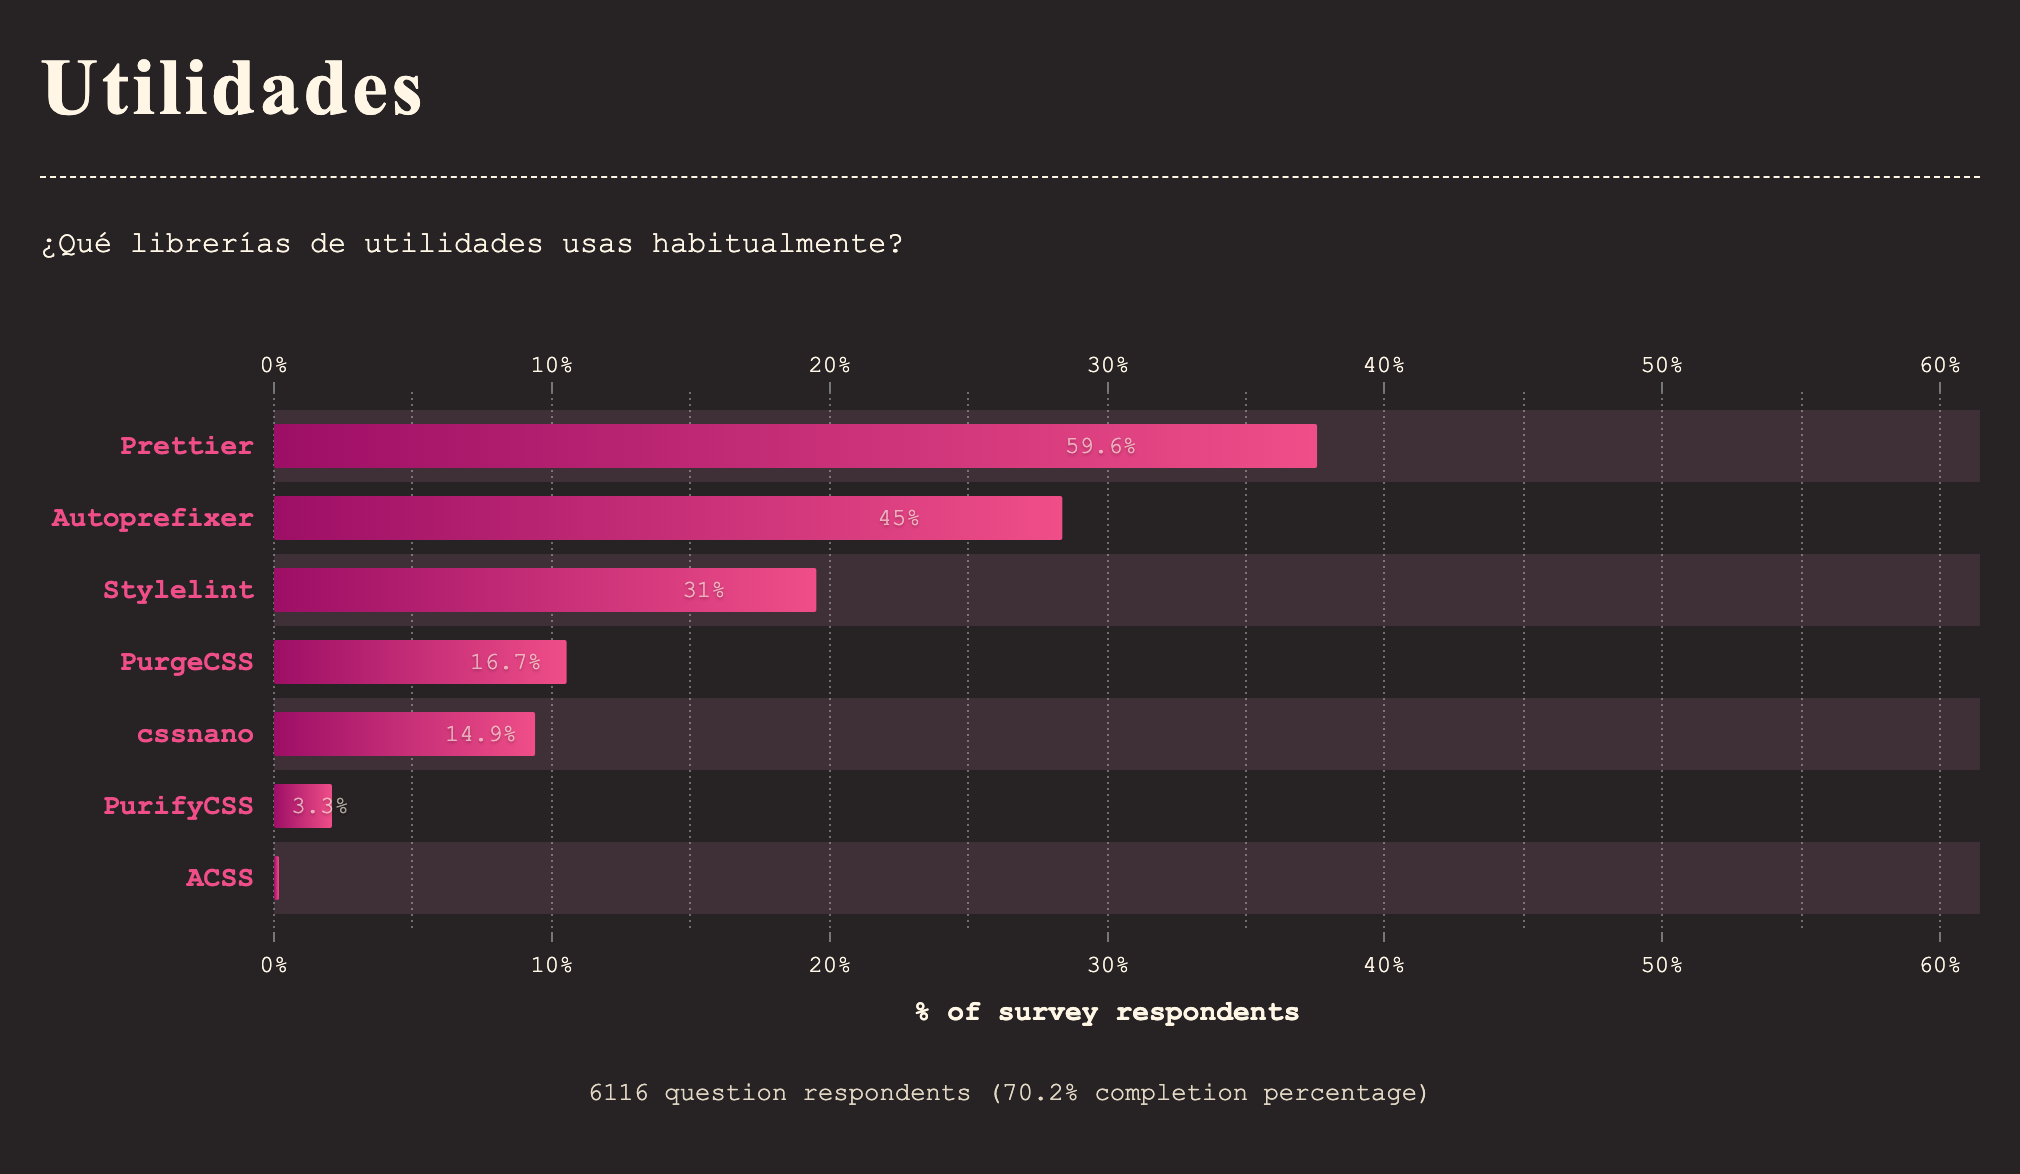 Utilidades
¿Qué librerías de utilidades usas habitualmente?
0% 10% 20% 30% 40% 50% 60%
Prettier 59.6%
Autoprefixer 45%
Stylelint 31%
PurgeCSS 16.7%
cssnano 14.9%
PurifyCSS 3.3%
ACSS
0% 10% 20% 30% 40% 50% 60%
% of survey respondents
6116 question respondents (70.2% completion percentage)